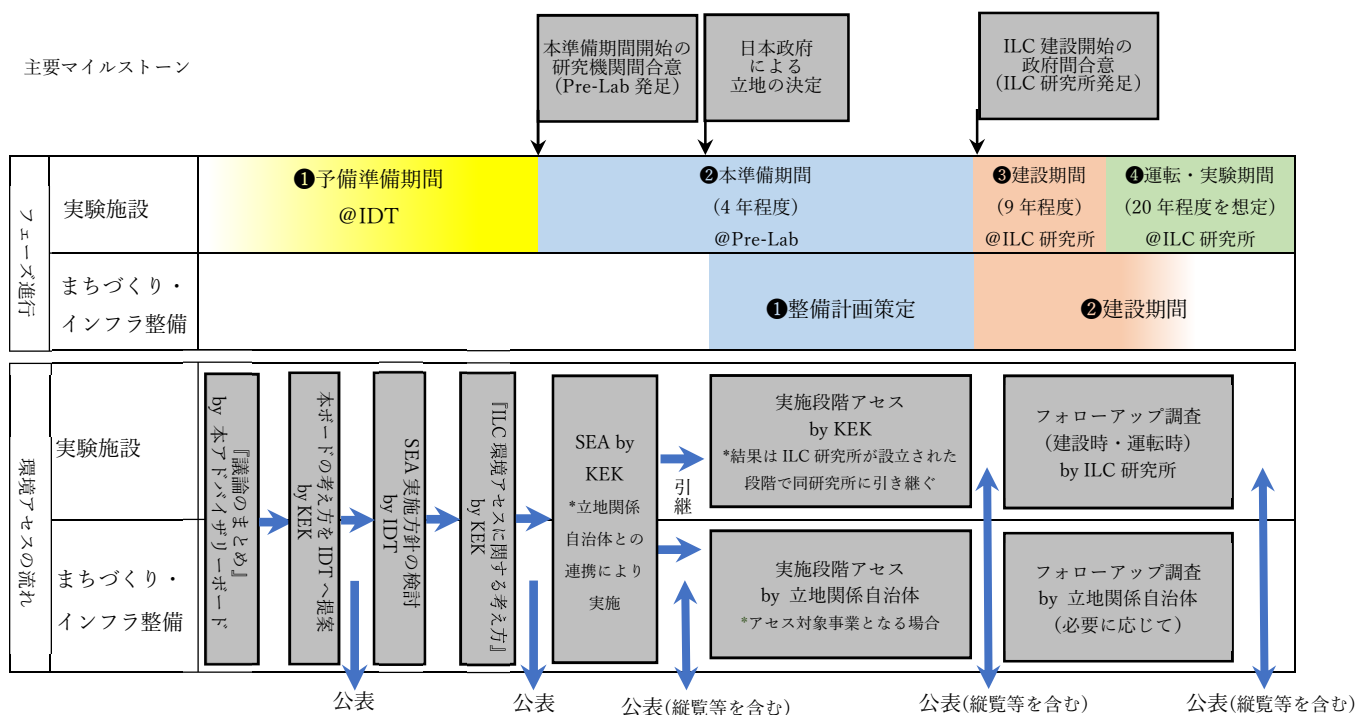 主要マイルストーン
本準備期間開始の
研究機関間合意
(Pre-Lab 発足)
日本政府
による
立地の決定
ILC 建設開始の
政府間合意
(ILC 研究所発足)
フェーズ進行
実験施設
❶予備準備期間
@IDT
❷本準備期間
(4 年程度)
@Pre-Lab
❸建設期間
(9 年程度)
@ILC 研究所
❹運転・実験期間
(20 年程度を想定)
@ILC 研究所
まちづくり・
インフラ整備
❶整備計画策定
❷建設期間
環境アセスの流れ
実験施設
まちづくり・
インフラ整備
『議論のまとめ』
by 本アドバイザリーボード
本ボードの考え方を IDT へ提案
by KEK
SEA 実施方針の検討
by IDT
『ILC 環境アセスに関する考え方』
by KEK
SEA by
KEK
*立地関係
自治体との
連携により
実施
引継
実施段階アセス
by KEK
*結果は ILC 研究所が設立された
段階で同研究所に引き継ぐ
実施段階アセス
by 立地関係自治体
*アセス対象事業となる場合
フォローアップ調査
(建設時・運転時)
by ILC 研究所
フォローアップ調査
by 立地関係自治体
(必要に応じて)
公表
公表
公表(縦覧等を含む)
公表(縦覧等を含む)
公表(縦覧等を含む)